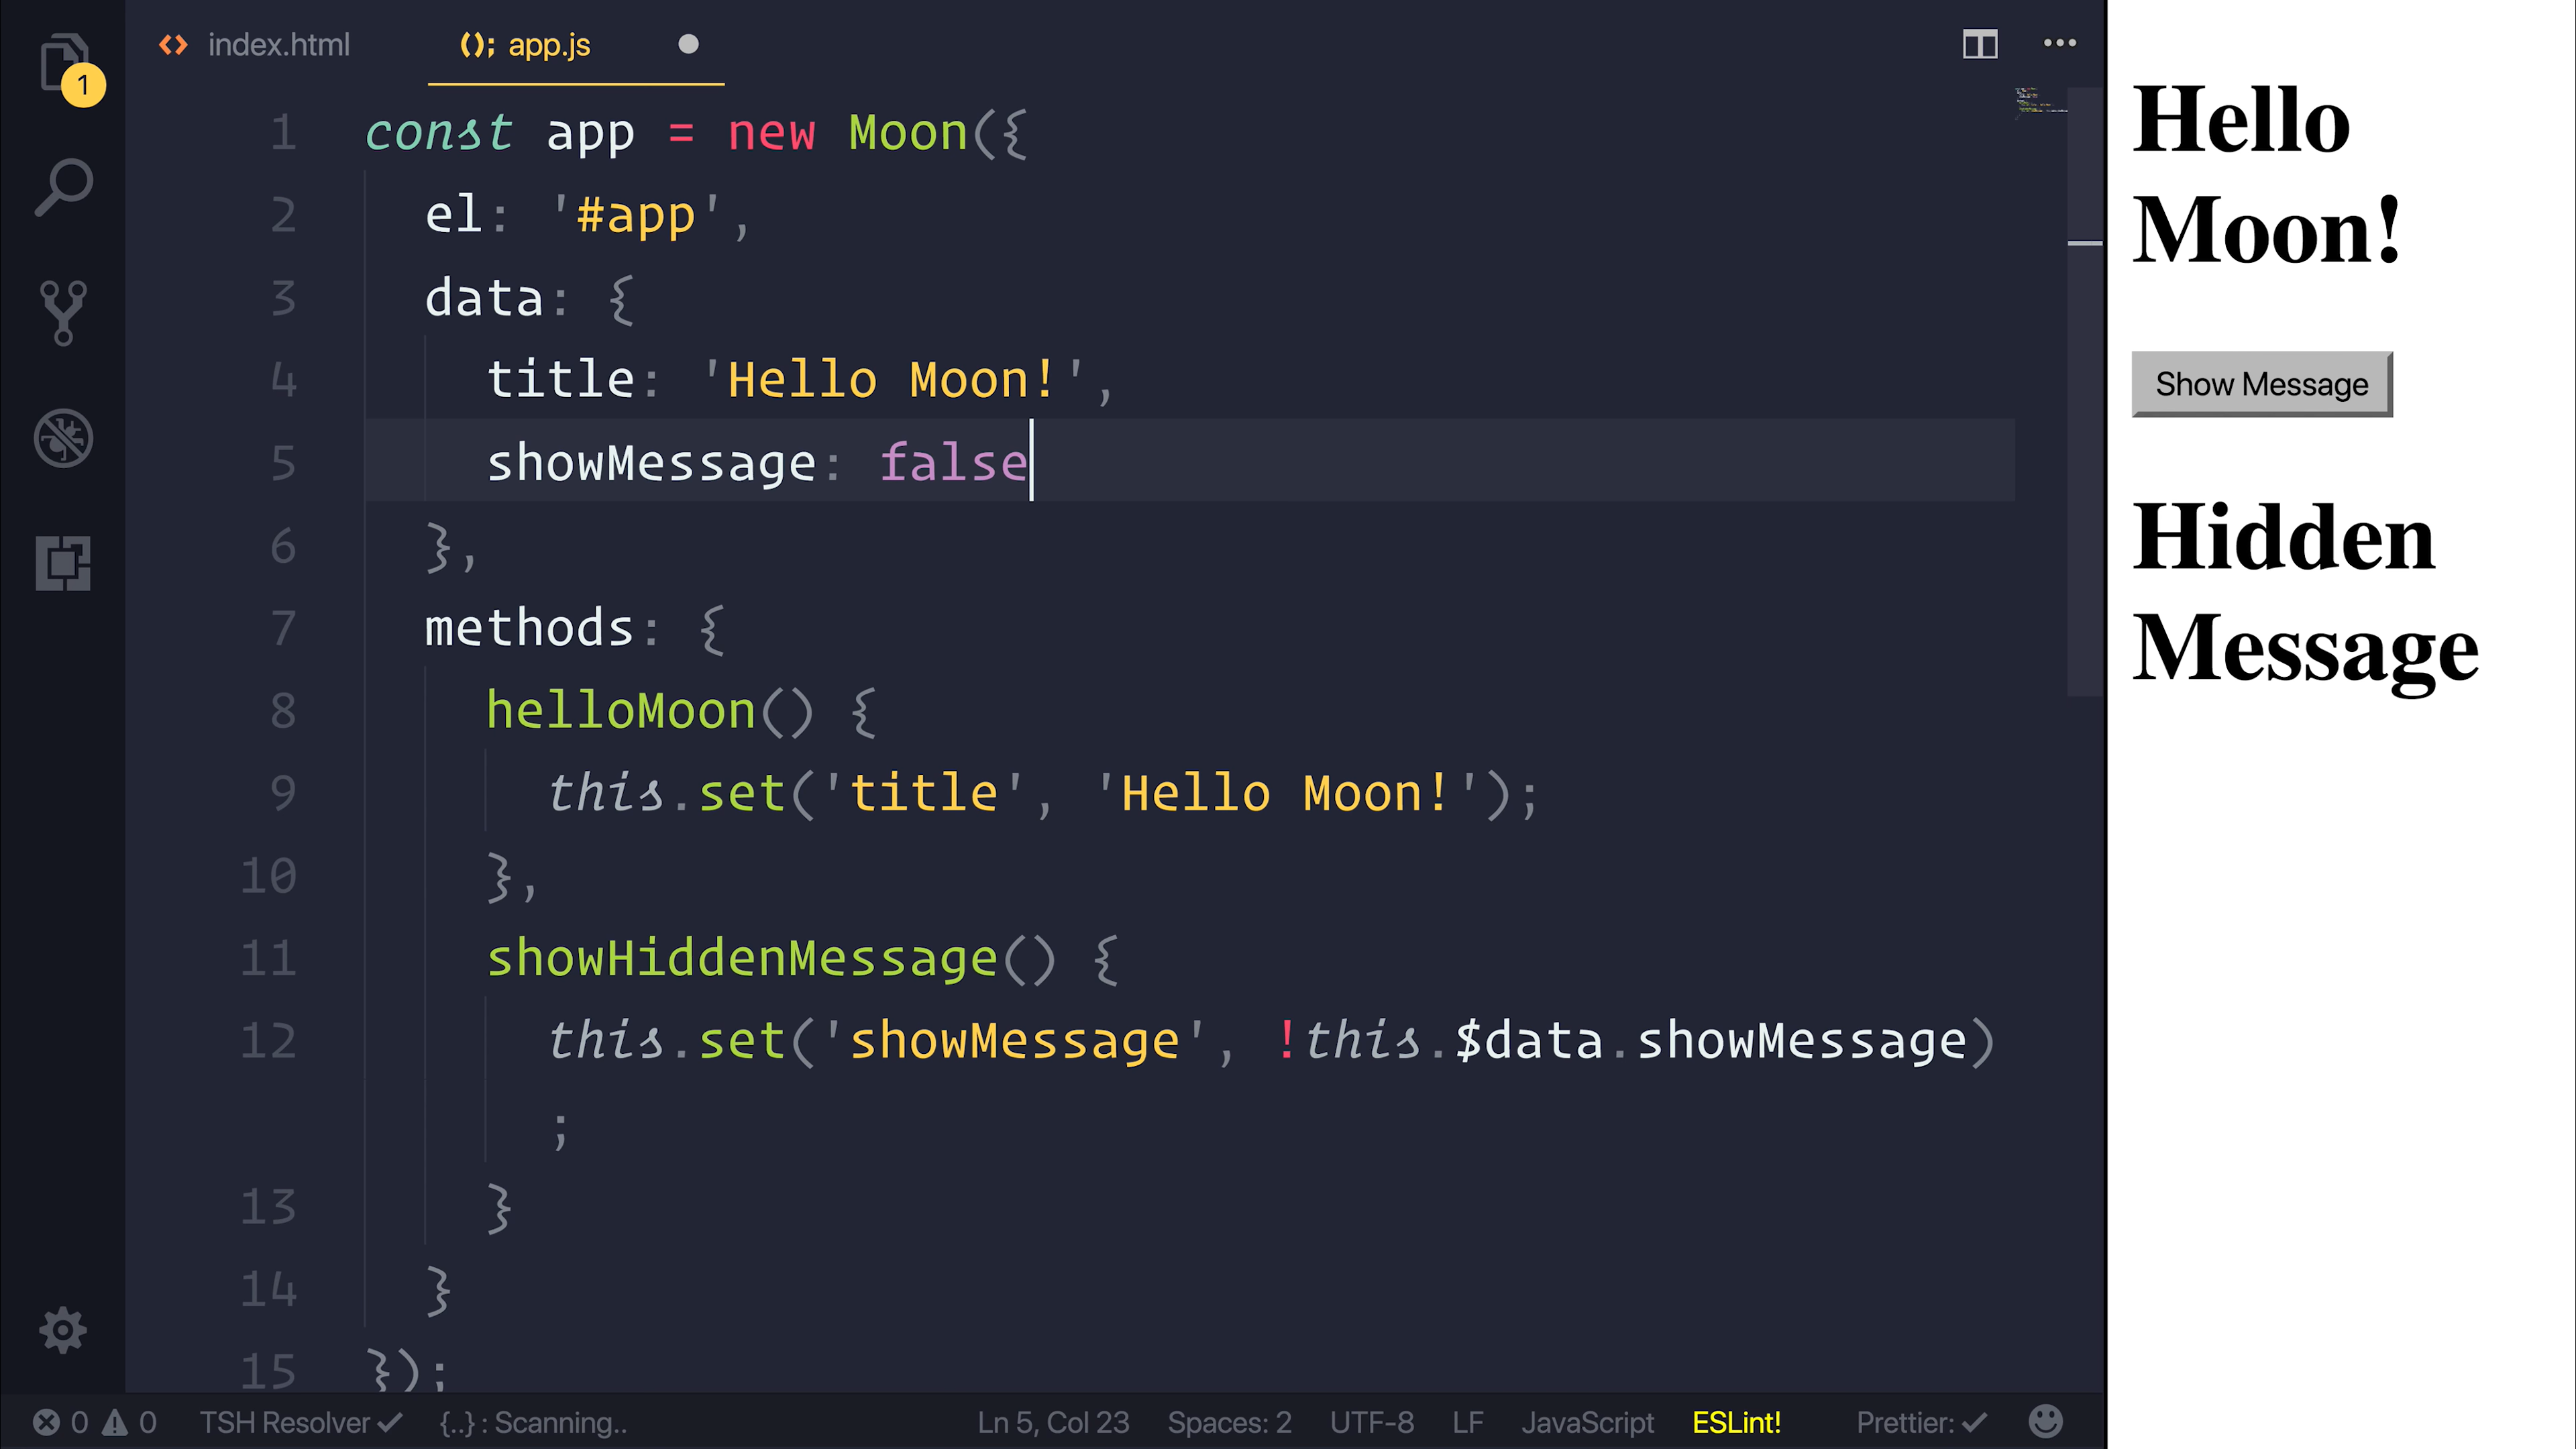 index.html
(); app.js
1
1 const app = new Moon({
2 el: '#app',
3 data: {
4 title: 'Hello Moon!',
5 showMessage: false
6 },
7 methods: {
8 helloMoon() {
9 this.set('title', 'Hello Moon!');
10 },
11 showHiddenMessage() {
12 this.set('showMessage', !this.$data.showMessage)
;
13 }
14 }
15 });
0 0 TSH Resolver {..} : Scanning.. Ln 5, Col 23 Spaces: 2 UTF-8 LF JavaScript ESLint! Prettier:
Hello
Moon!
Show Message
Hidden
Message